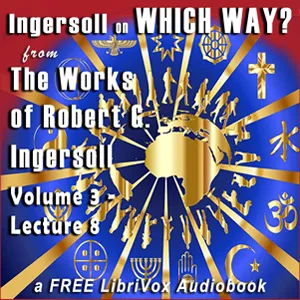 Ingersoll on WHICH WAY?
from
The Works
of Robert G.
Ingersoll
Volume 3 -
Lecture 8
a FREE LibriVox Audiobook